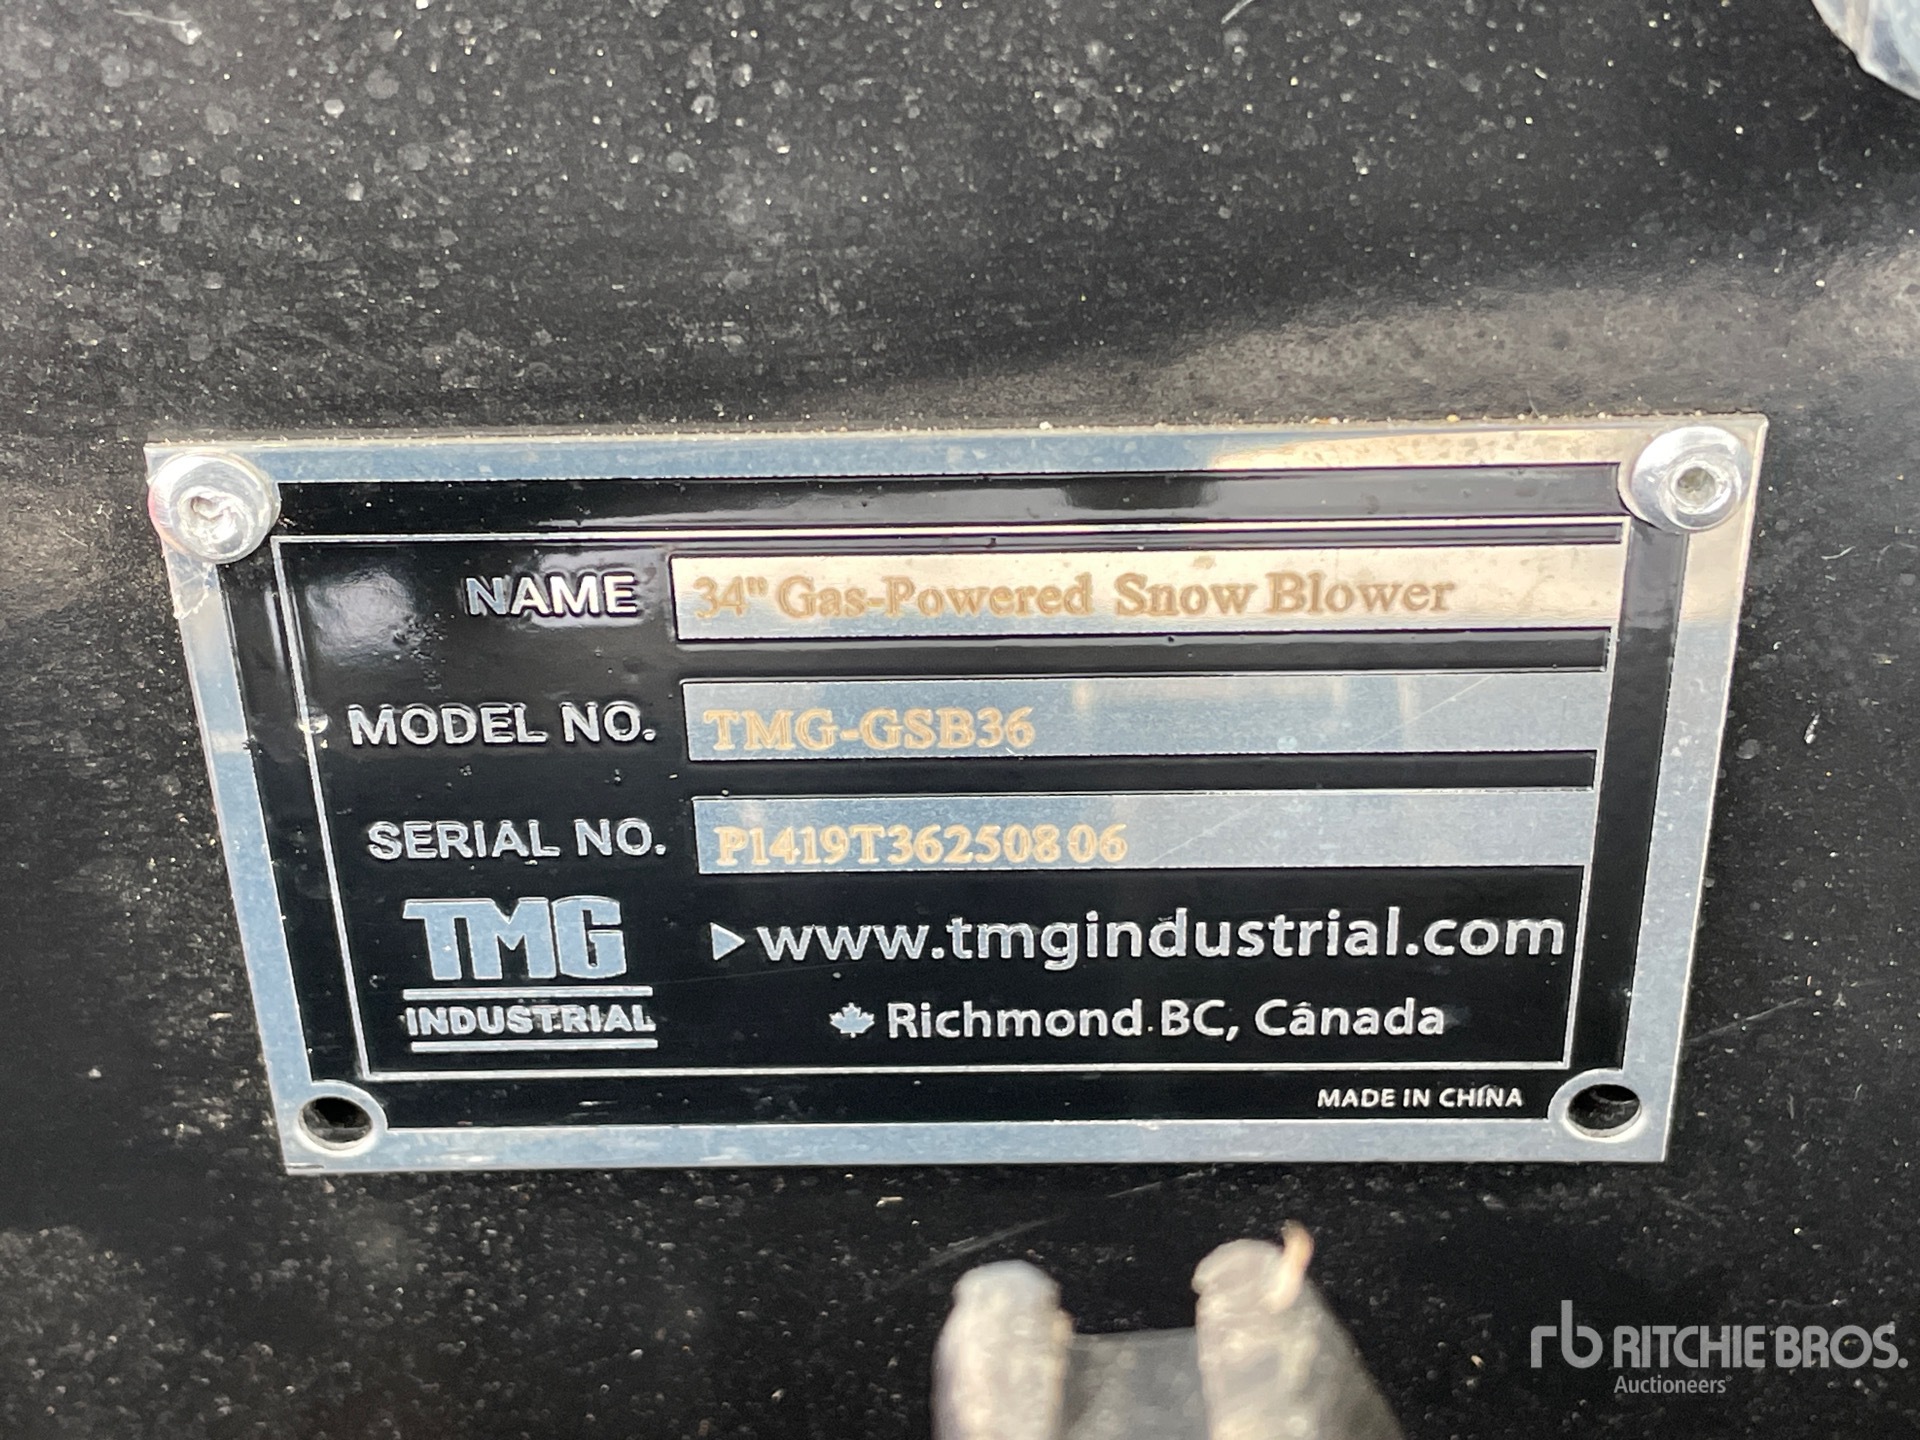 NAME 34" Gas-Powered Snow Blower
MODEL NO. TMG-GSB36
SERIAL NO. P1419T36250806
TMG
INDUSTRIAL
www.tmgindustrial.com
Richmond BC, Canada
MADE IN CHINA
rb RITCHIE BROS.
Auctioneers